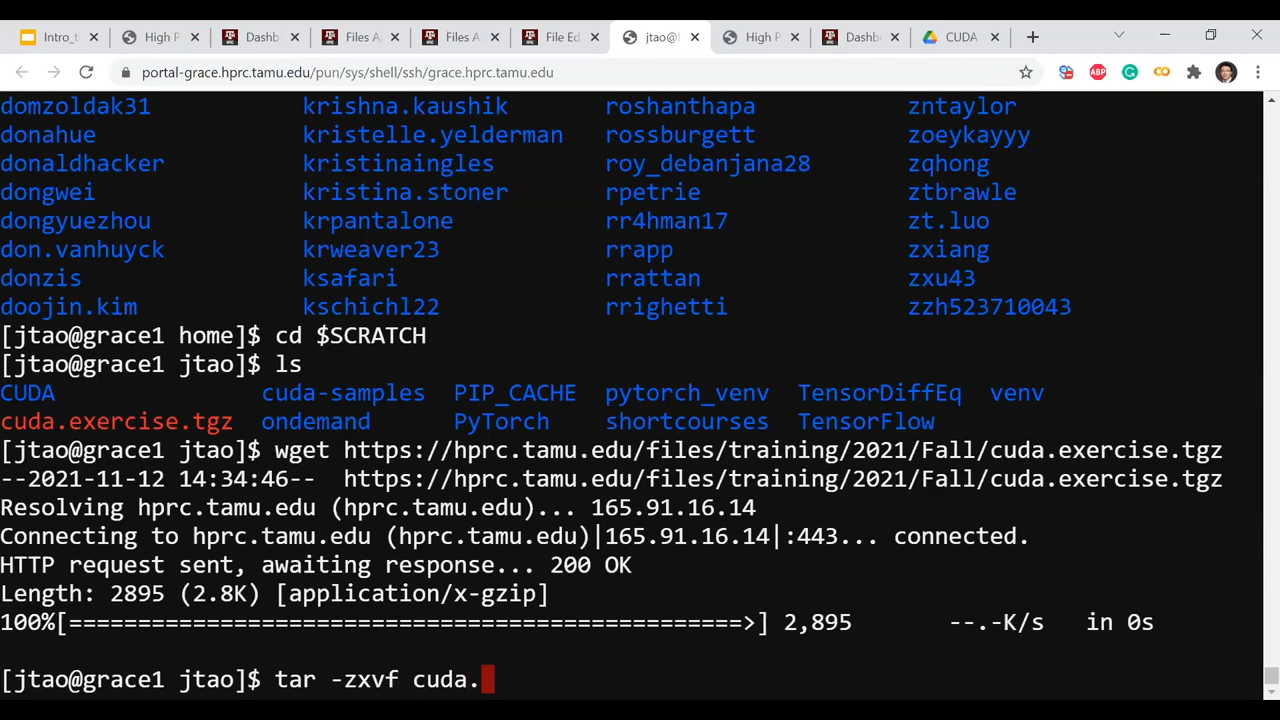 Intro_t
High P
Dashb
Files A
Files A
File Ed
jtao@l
High P
Dashb
CUDA
portal-grace.hprc.tamu.edu/pun/sys/shell/ssh/grace.hprc.tamu.edu
ABP
domzoldak31 krishna.kaushik roshanthapa zntaylor
donahue kristelle.yelderman rossburgett zoeykayyy
donaldhacker kristinaingles roy_debanjana28 zqhong
dongwei kristina.stoner rpetrie ztbrawle
dongyuezhou krpantalone rr4hman17 zt.luo
don.vanhuyck krweaver23 rrapp zxiang
donzis ksafari rrattan zxu43
doojin.kim kschichl22 rrighetti zzh523710043
[jtao@grace1 home]$ cd $SCRATCH
[jtao@grace1 jtao]$ ls
CUDA cuda-samples PIP_CACHE pytorch_venv TensorDiffEq venv
cuda.exercise.tgz ondemand PyTorch shortcourses TensorFlow
[jtao@grace1 jtao]$ wget https://hprc.tamu.edu/files/training/2021/Fall/cuda.exercise.tgz
--2021-11-12 14:34:46-- https://hprc.tamu.edu/files/training/2021/Fall/cuda.exercise.tgz
Resolving hprc.tamu.edu (hprc.tamu.edu)... 165.91.16.14
Connecting to hprc.tamu.edu (hprc.tamu.edu)|165.91.16.14|:443... connected.
HTTP request sent, awaiting response... 200 OK
Length: 2895 (2.8K) [application/x-gzip]
100%[=================================================>] 2,895 --.-K/s in 0s
[jtao@grace1 jtao]$ tar -zxvf cuda.